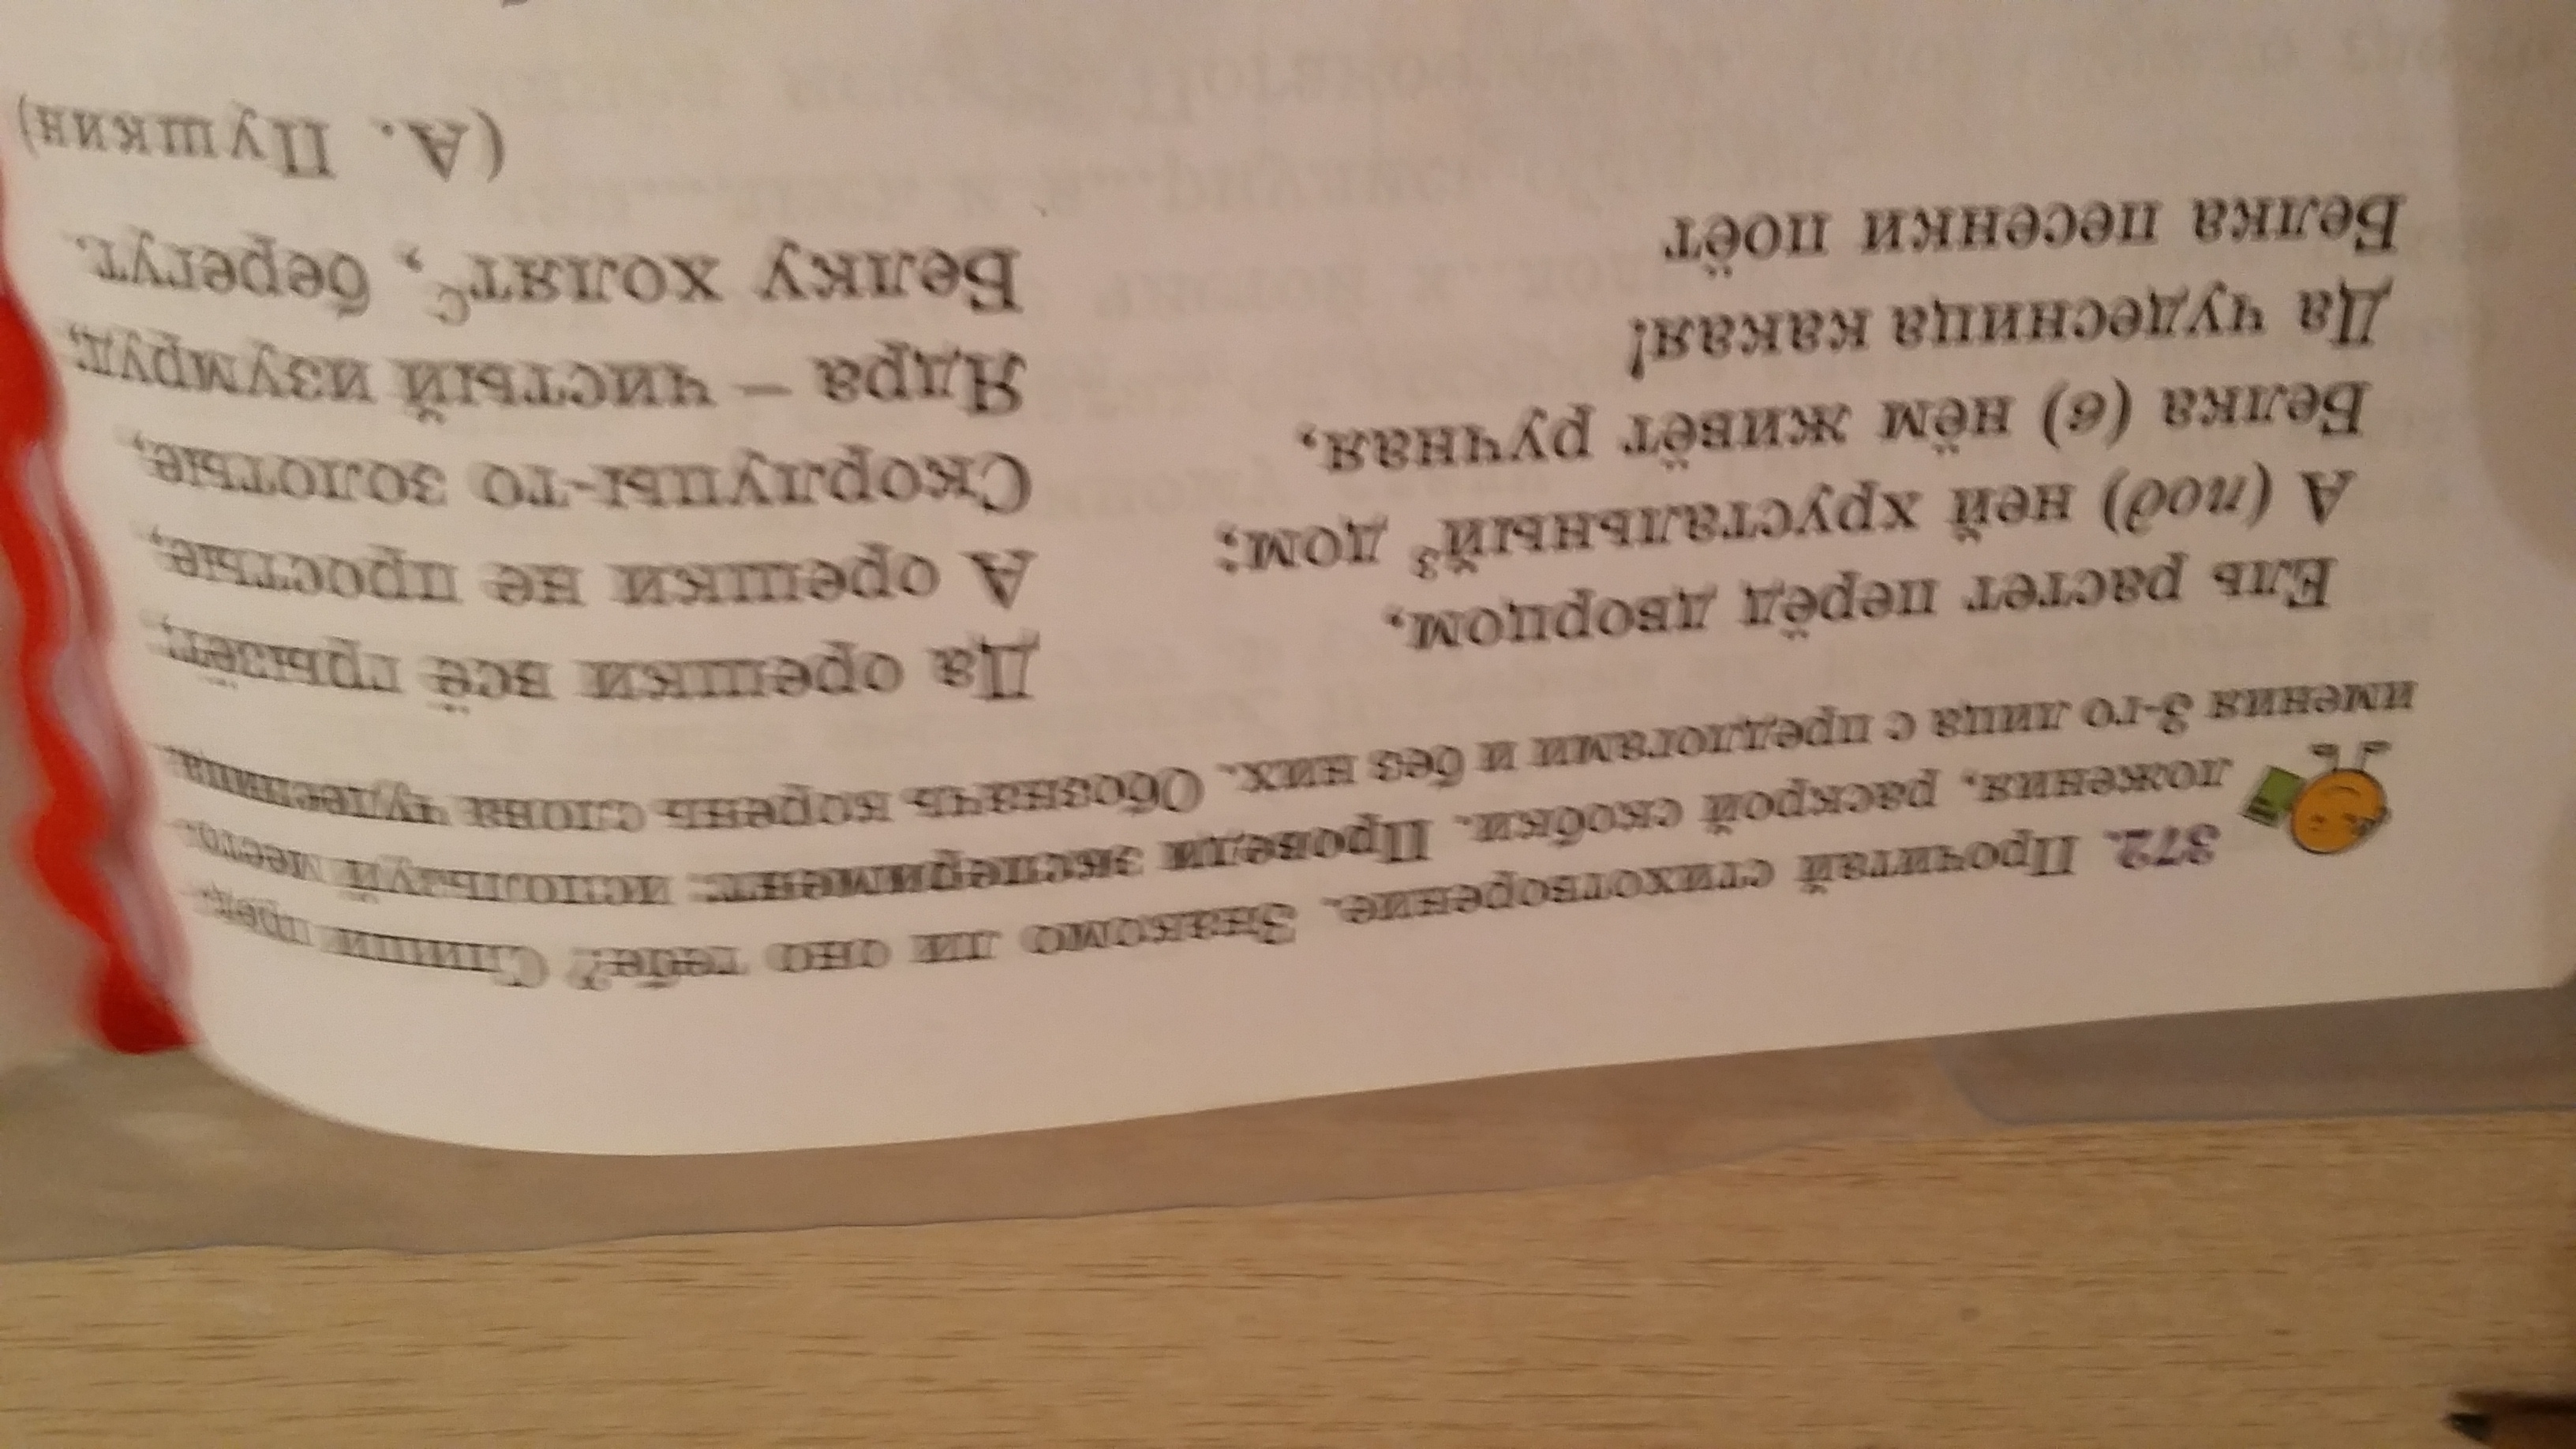 372. Прочитай стихотворение. Знакомо ли оно тебе? Спиши пред-
ложения, раскрой скобки. Проведи эксперимент: используй место-
имения 3-го лица с предлогами и без них. Обозначь корень слова чудесница.
Ель растет перёд дворцом,
А (под) ней хрустальный³ дом;
Белка (в) нём живёт ручная,
Да чудесница какая!
Белка песенки поёт
Да орешки всё грызёт;
А орешки не простые,
Скорлупы-то золотые,
Ядра – чистый изумруд;
Белку холятᶜ, берегут.
(А. Пушкин)